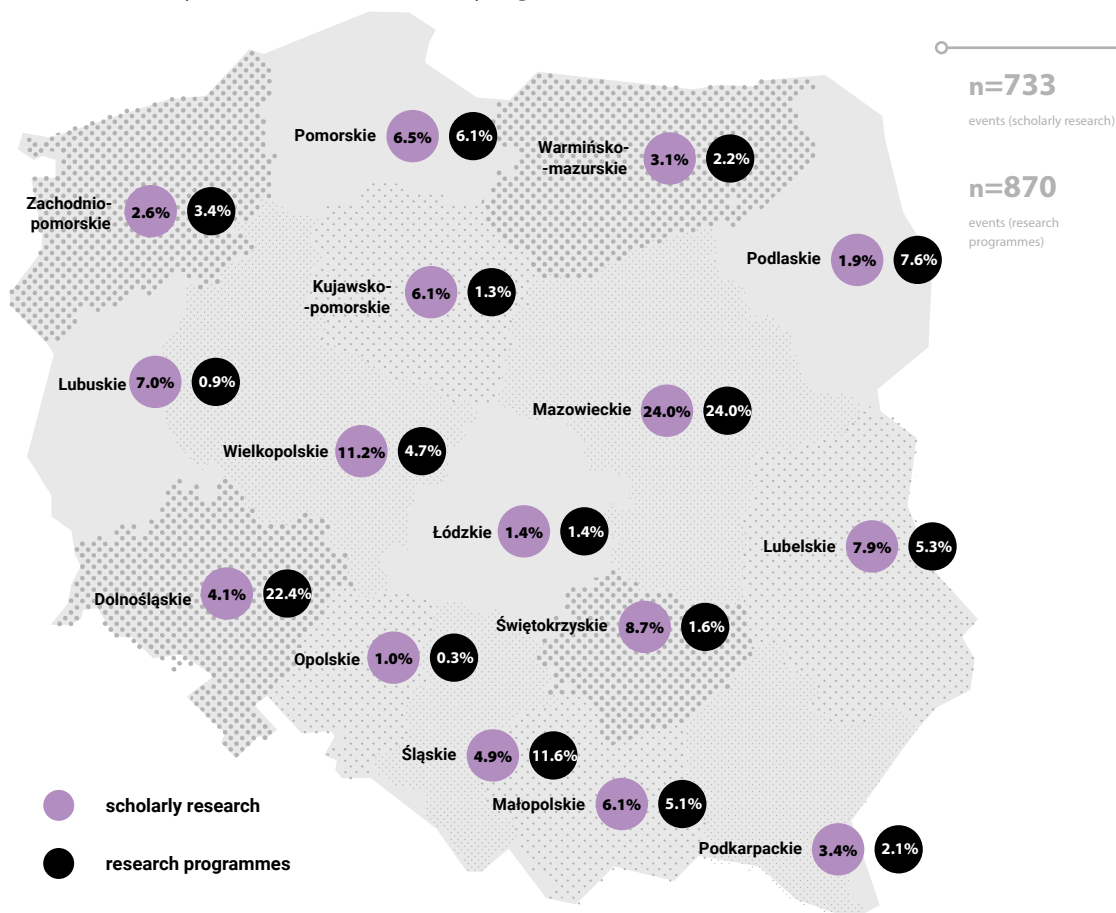 n=733
events (scholarly research)
n=870
events (research
programmes)
Pomorskie 6.5% 6.1%
Warmińsko-
-mazurskie 3.1% 2.2%
Zachodnio-
pomorskie 2.6% 3.4%
Podlaskie 1.9% 7.6%
Kujawsko-
-pomorskie 6.1% 1.3%
Lubuskie 7.0% 0.9%
Mazowieckie 24.0% 24.0%
Wielkopolskie 11.2% 4.7%
Łódzkie 1.4% 1.4%
Lubelskie 7.9% 5.3%
Dolnośląskie 4.1% 22.4%
Świętokrzyskie 8.7% 1.6%
Opolskie 1.0% 0.3%
Śląskie 4.9% 11.6%
Małopolskie 6.1% 5.1%
Podkarpackie 3.4% 2.1%
scholarly research
research programmes